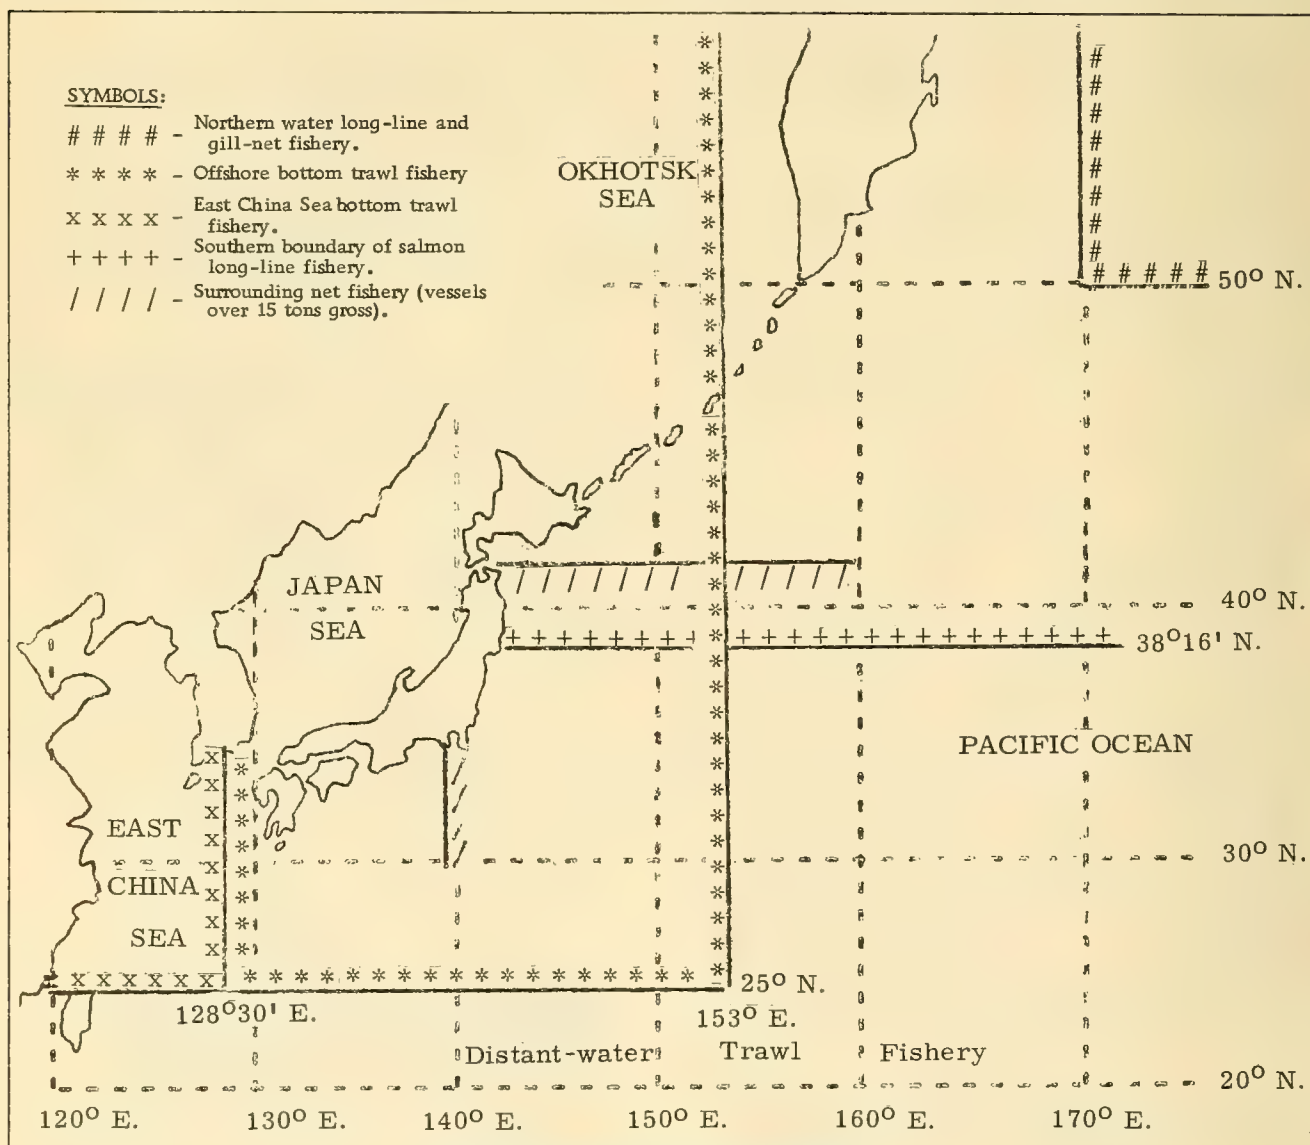 SYMBOLS:
# # # # - Northern water long-line and
gill-net fishery.
* * * * - Offshore bottom trawl fishery
x x x x - East China Sea bottom trawl
fishery.
+ + + + - Southern boundary of salmon
long-line fishery.
/ / / / - Surrounding net fishery (vessels
over 15 tons gross).
OKHOTSK
SEA
50° N.
JAPAN
SEA
40° N.
38°16' N.
PACIFIC OCEAN
EAST
CHINA
SEA
30° N.
25° N.
128°30' E.
153° E.
Distant-water Trawl Fishery
20° N.
120° E. 130° E. 140° E. 150° E. 160° E. 170° E.